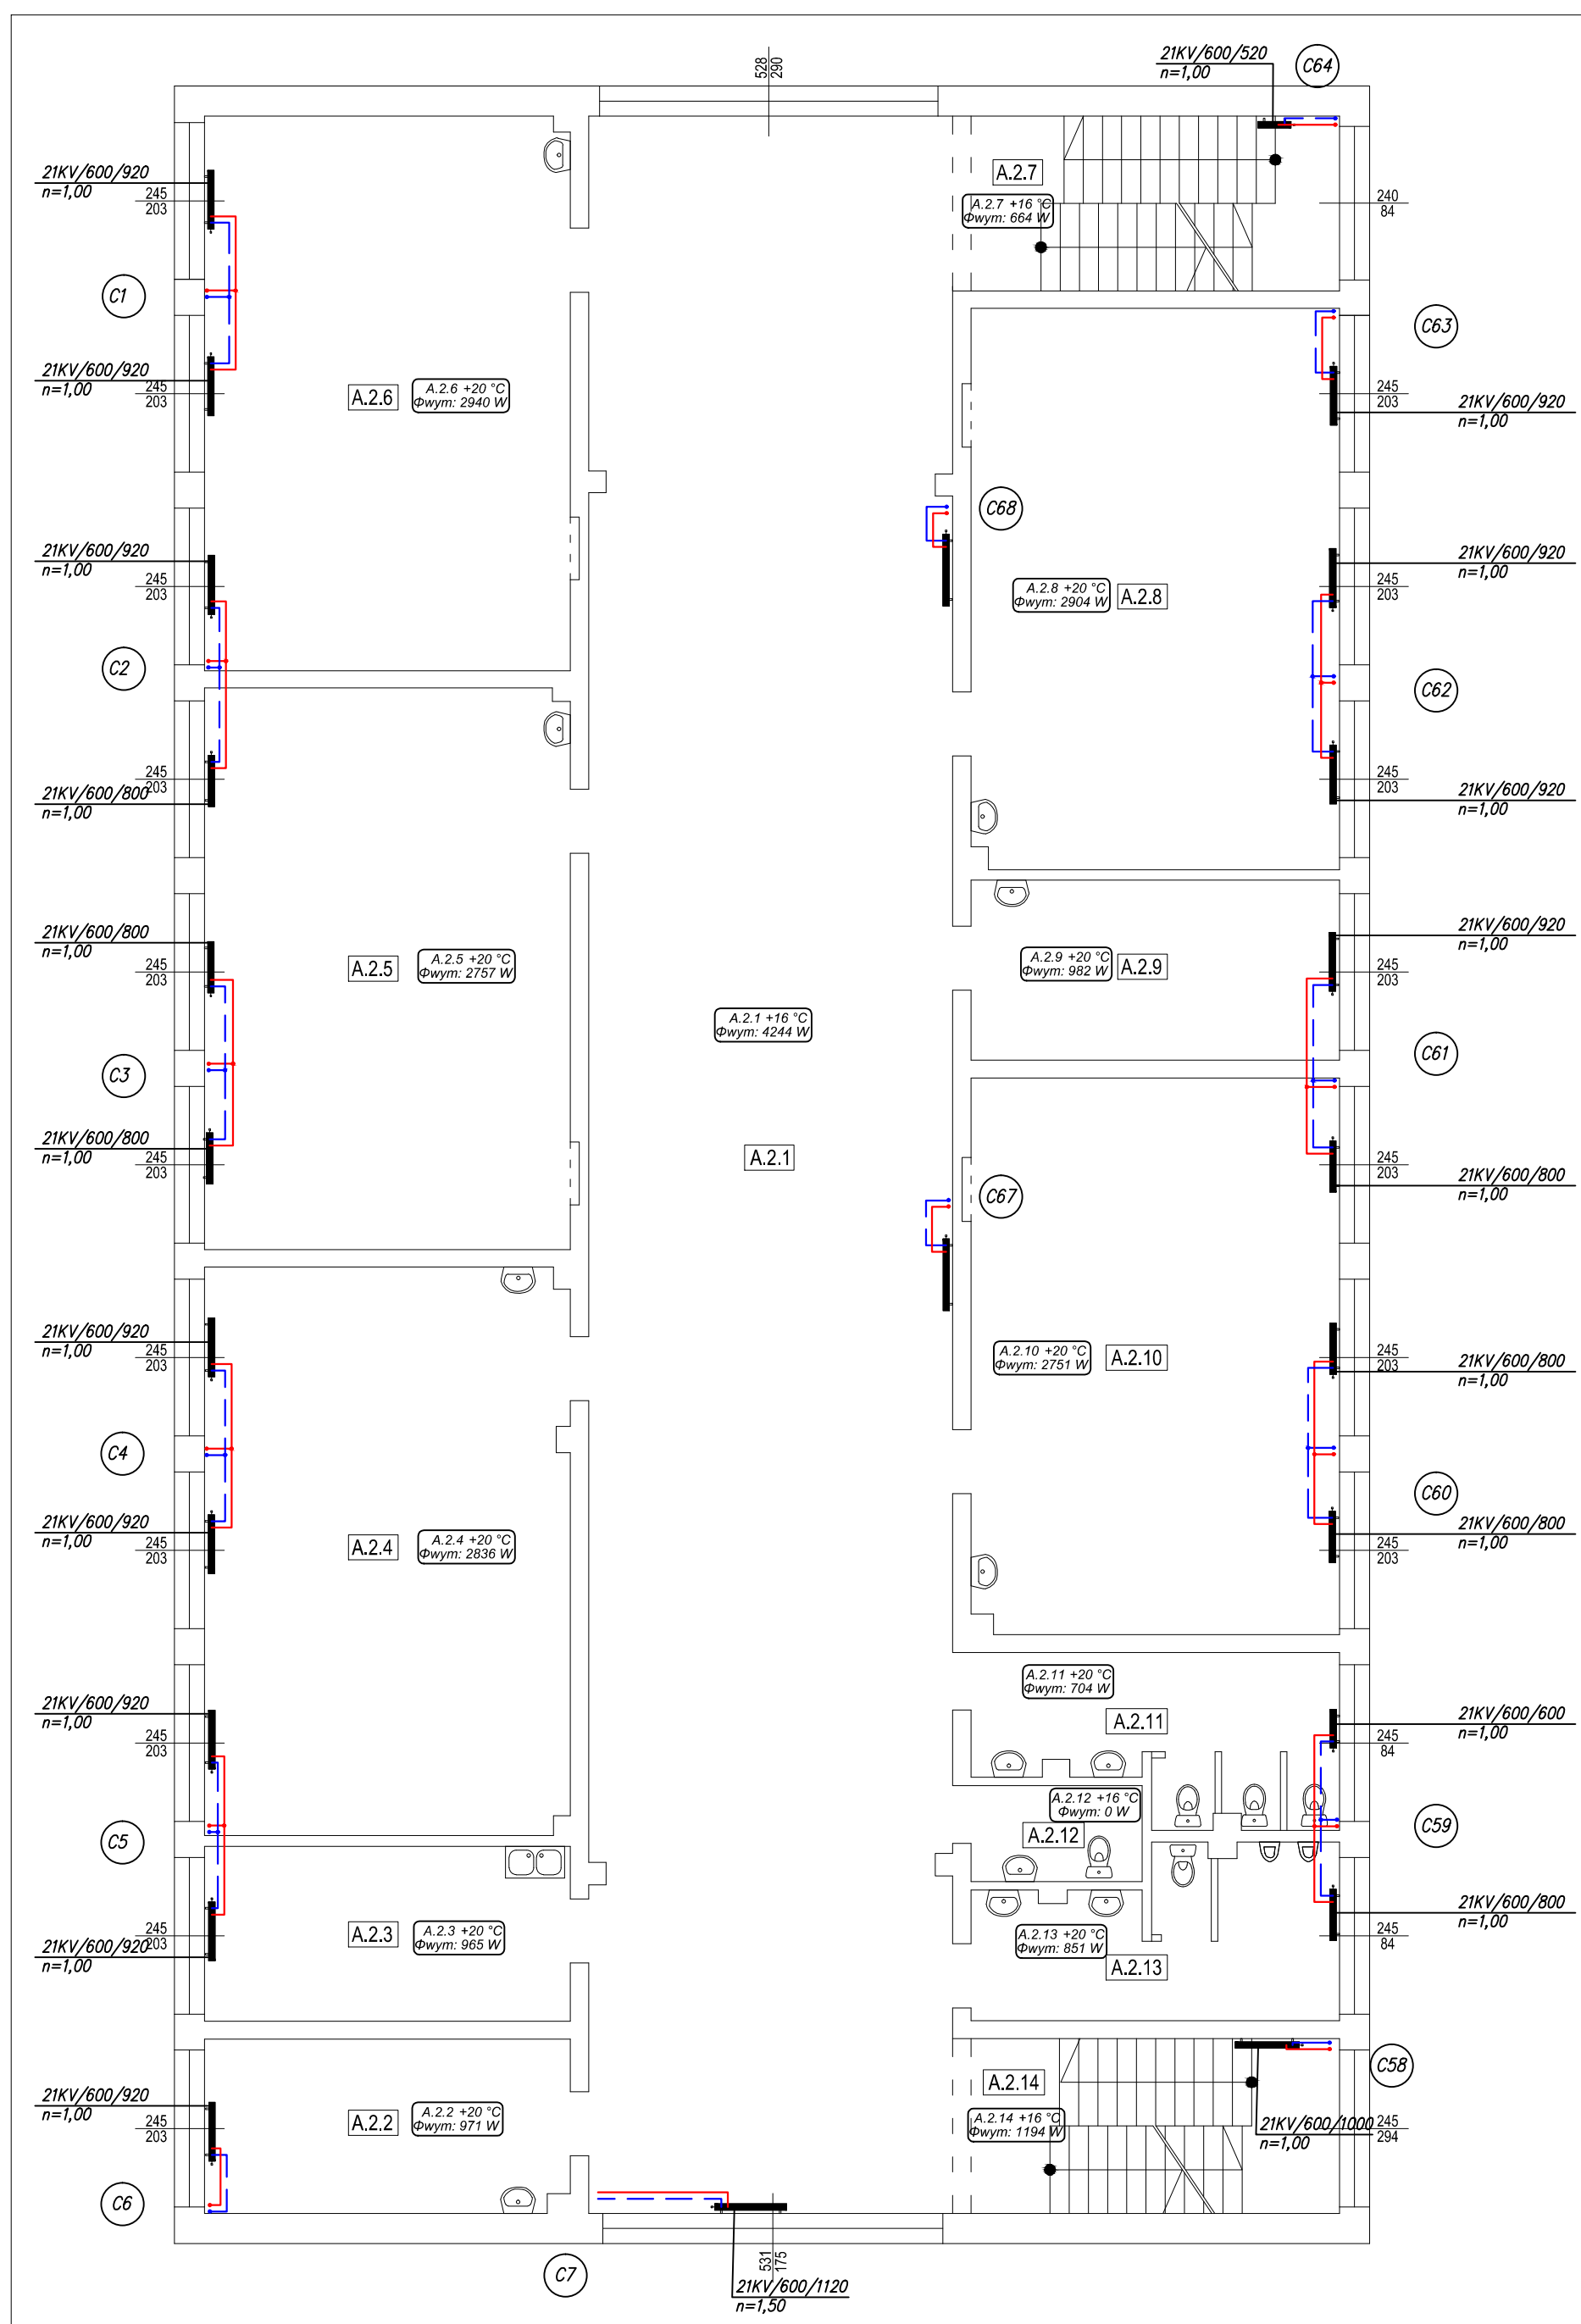 528
290
21KV/600/520
n=1,00
C64
21KV/600/920
n=1,00
245
203
A.2.7
A.2.7 +16 °C
Φwym: 664 W
240
84
C1
C63
21KV/600/920
n=1,00
245
203
A.2.6
A.2.6 +20 °C
Φwym: 2940 W
245
203
21KV/600/920
n=1,00
C68
21KV/600/920
n=1,00
245
203
A.2.8 +20 °C
Φwym: 2904 W
A.2.8
21KV/600/920
n=1,00
245
203
C2
C62
245
203
21KV/600/800
n=1,00
245
203
21KV/600/920
n=1,00
21KV/600/800
n=1,00
245
203
A.2.5
A.2.5 +20 °C
Φwym: 2757 W
A.2.9 +20 °C
Φwym: 982 W
A.2.9
21KV/600/920
n=1,00
245
203
A.2.1 +16 °C
Φwym: 4244 W
C3
C61
21KV/600/800
n=1,00
245
203
A.2.1
C67
245
203
21KV/600/800
n=1,00
21KV/600/920
n=1,00
245
203
A.2.10 +20 °C
Φwym: 2751 W
A.2.10
245
203
21KV/600/800
n=1,00
C4
C60
21KV/600/920
n=1,00
245
203
A.2.4
A.2.4 +20 °C
Φwym: 2836 W
21KV/600/800
n=1,00
245
203
A.2.11 +20 °C
Φwym: 704 W
21KV/600/920
n=1,00
245
203
A.2.11
21KV/600/600
n=1,00
245
84
A.2.12 +16 °C
Φwym: 0 W
A.2.12
C5
C59
245
203
21KV/600/920
n=1,00
A.2.3
A.2.3 +20 °C
Φwym: 965 W
A.2.13 +20 °C
Φwym: 851 W
A.2.13
21KV/600/800
n=1,00
245
84
C58
A.2.14
21KV/600/920
n=1,00
245
203
A.2.2
A.2.2 +20 °C
Φwym: 971 W
A.2.14 +16 °C
Φwym: 1194 W
21KV/600/1000
n=1,00
245
294
C6
C7
531
175
21KV/600/1120
n=1,50